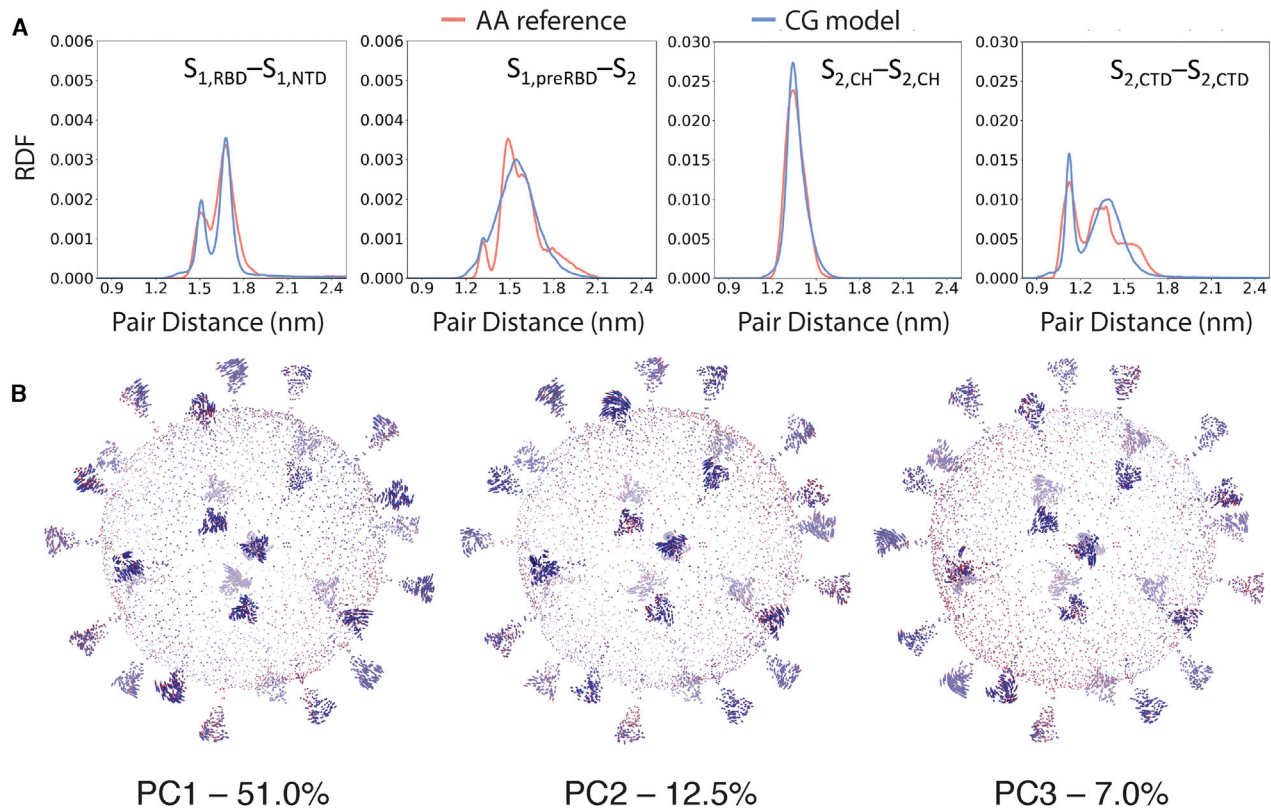 A
AA reference
CG model
RDF
0.006
0.005
0.004
0.003
0.002
0.001
0.000
S1,RBD–S1,NTD
0.9 1.2 1.5 1.8 2.1 2.4
Pair Distance (nm)
0.006
0.005
0.004
0.003
0.002
0.001
0.000
S1,preRBD–S2
0.9 1.2 1.5 1.8 2.1 2.4
Pair Distance (nm)
0.030
0.025
0.020
0.015
0.010
0.005
0.000
S2,CH–S2,CH
0.9 1.2 1.5 1.8 2.1 2.4
Pair Distance (nm)
0.030
0.025
0.020
0.015
0.010
0.005
0.000
S2,CTD–S2,CTD
0.9 1.2 1.5 1.8 2.1 2.4
Pair Distance (nm)
B
PC1 – 51.0%
PC2 – 12.5%
PC3 – 7.0%